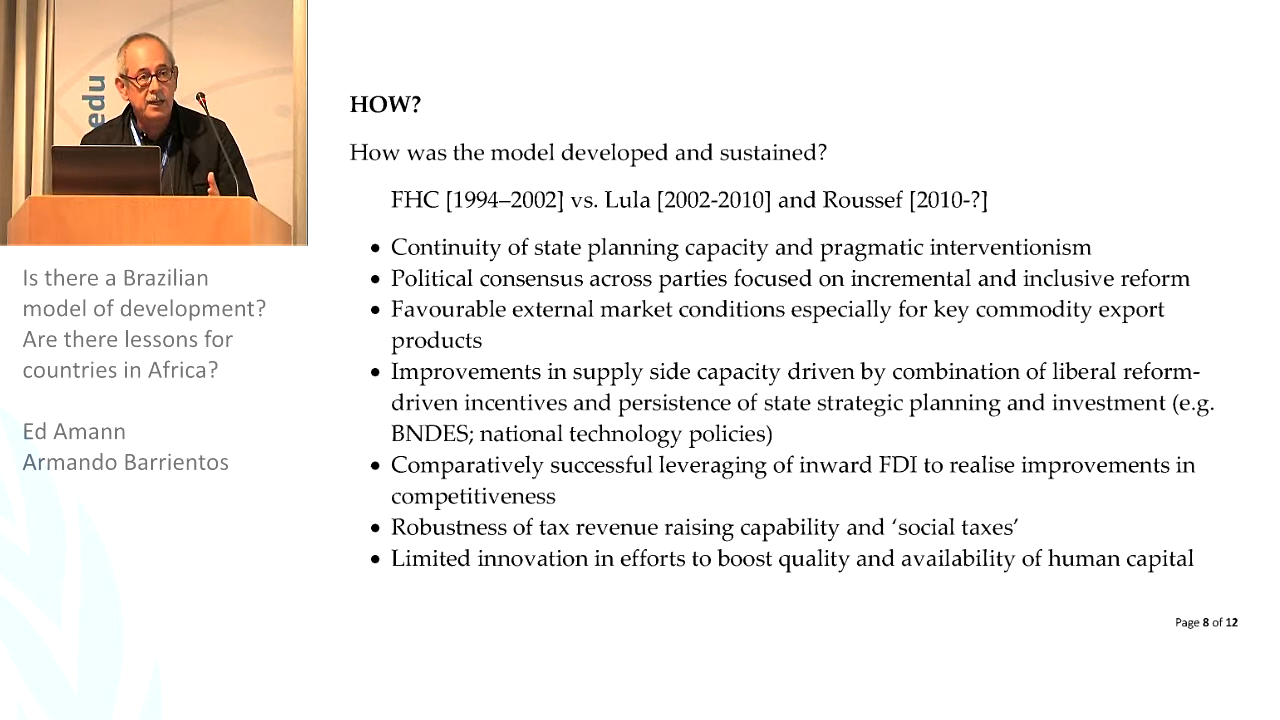 edu
Is there a Brazilian
model of development?
Are there lessons for
countries in Africa?
Ed Amann
Armando Barrientos
HOW?
How was the model developed and sustained?
FHC [1994–2002] vs. Lula [2002-2010] and Roussef [2010-?]
• Continuity of state planning capacity and pragmatic interventionism
• Political consensus across parties focused on incremental and inclusive reform
• Favourable external market conditions especially for key commodity export
products
• Improvements in supply side capacity driven by combination of liberal reform-
driven incentives and persistence of state strategic planning and investment (e.g.
BNDES; national technology policies)
• Comparatively successful leveraging of inward FDI to realise improvements in
competitiveness
• Robustness of tax revenue raising capability and ‘social taxes’
• Limited innovation in efforts to boost quality and availability of human capital
Page 8 of 12